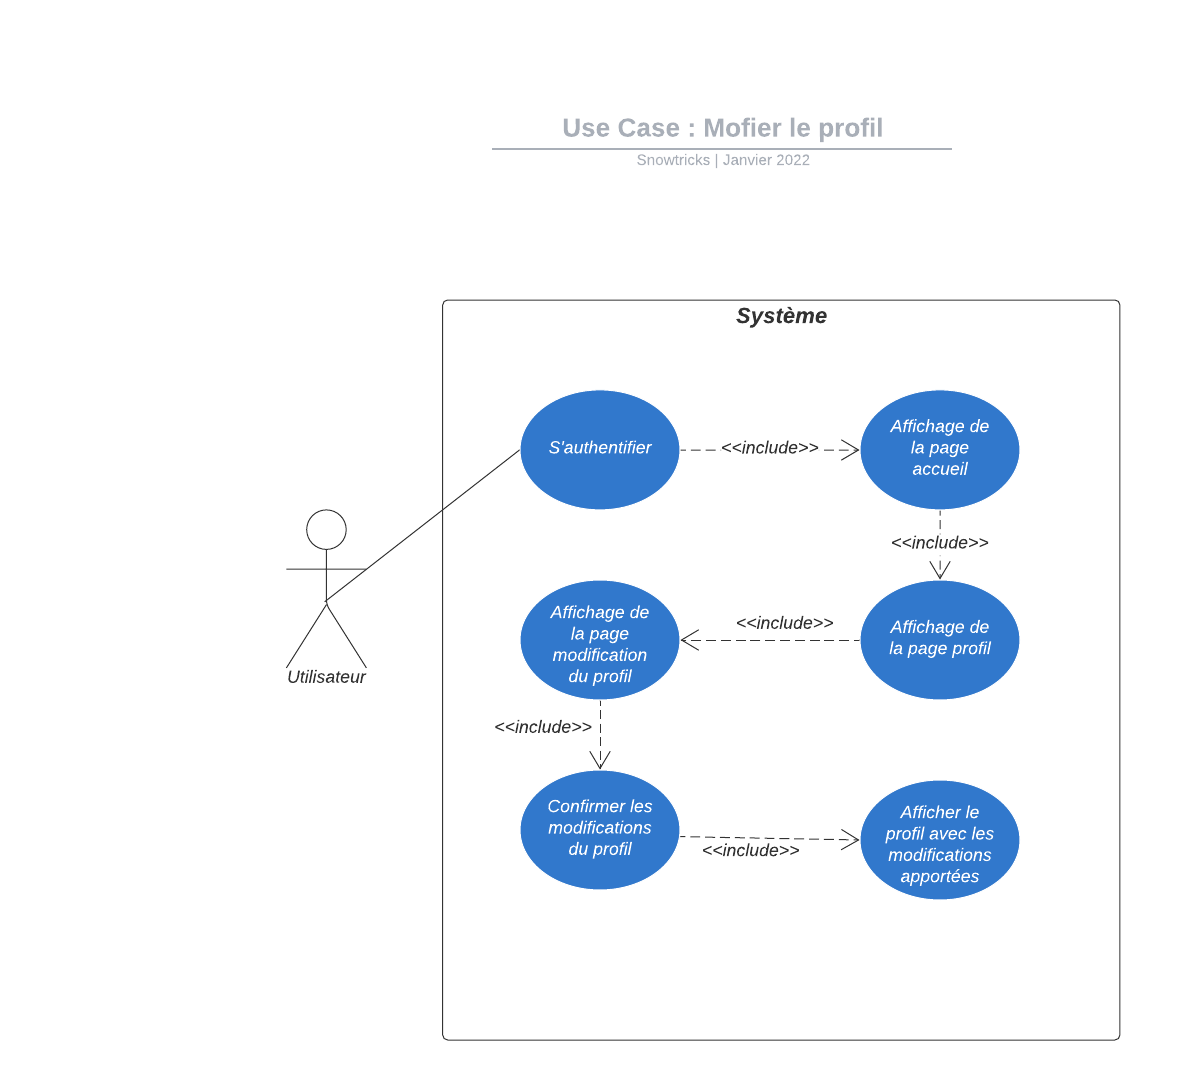 Use Case : Mofier le profil
Snowtricks | Janvier 2022
Système
S'authentifier
<<include>>
Affichage de
la page
accueil
<<include>>
Affichage de
la page profil
<<include>>
Affichage de
la page
modification
du profil
Utilisateur
<<include>>
Confirmer les
modifications
du profil
<<include>>
Afficher le
profil avec les
modifications
apportées